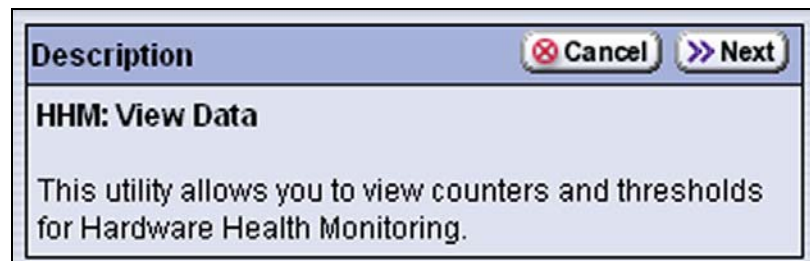 Description Cancel Next
HHM: View Data
This utility allows you to view counters and thresholds
for Hardware Health Monitoring.